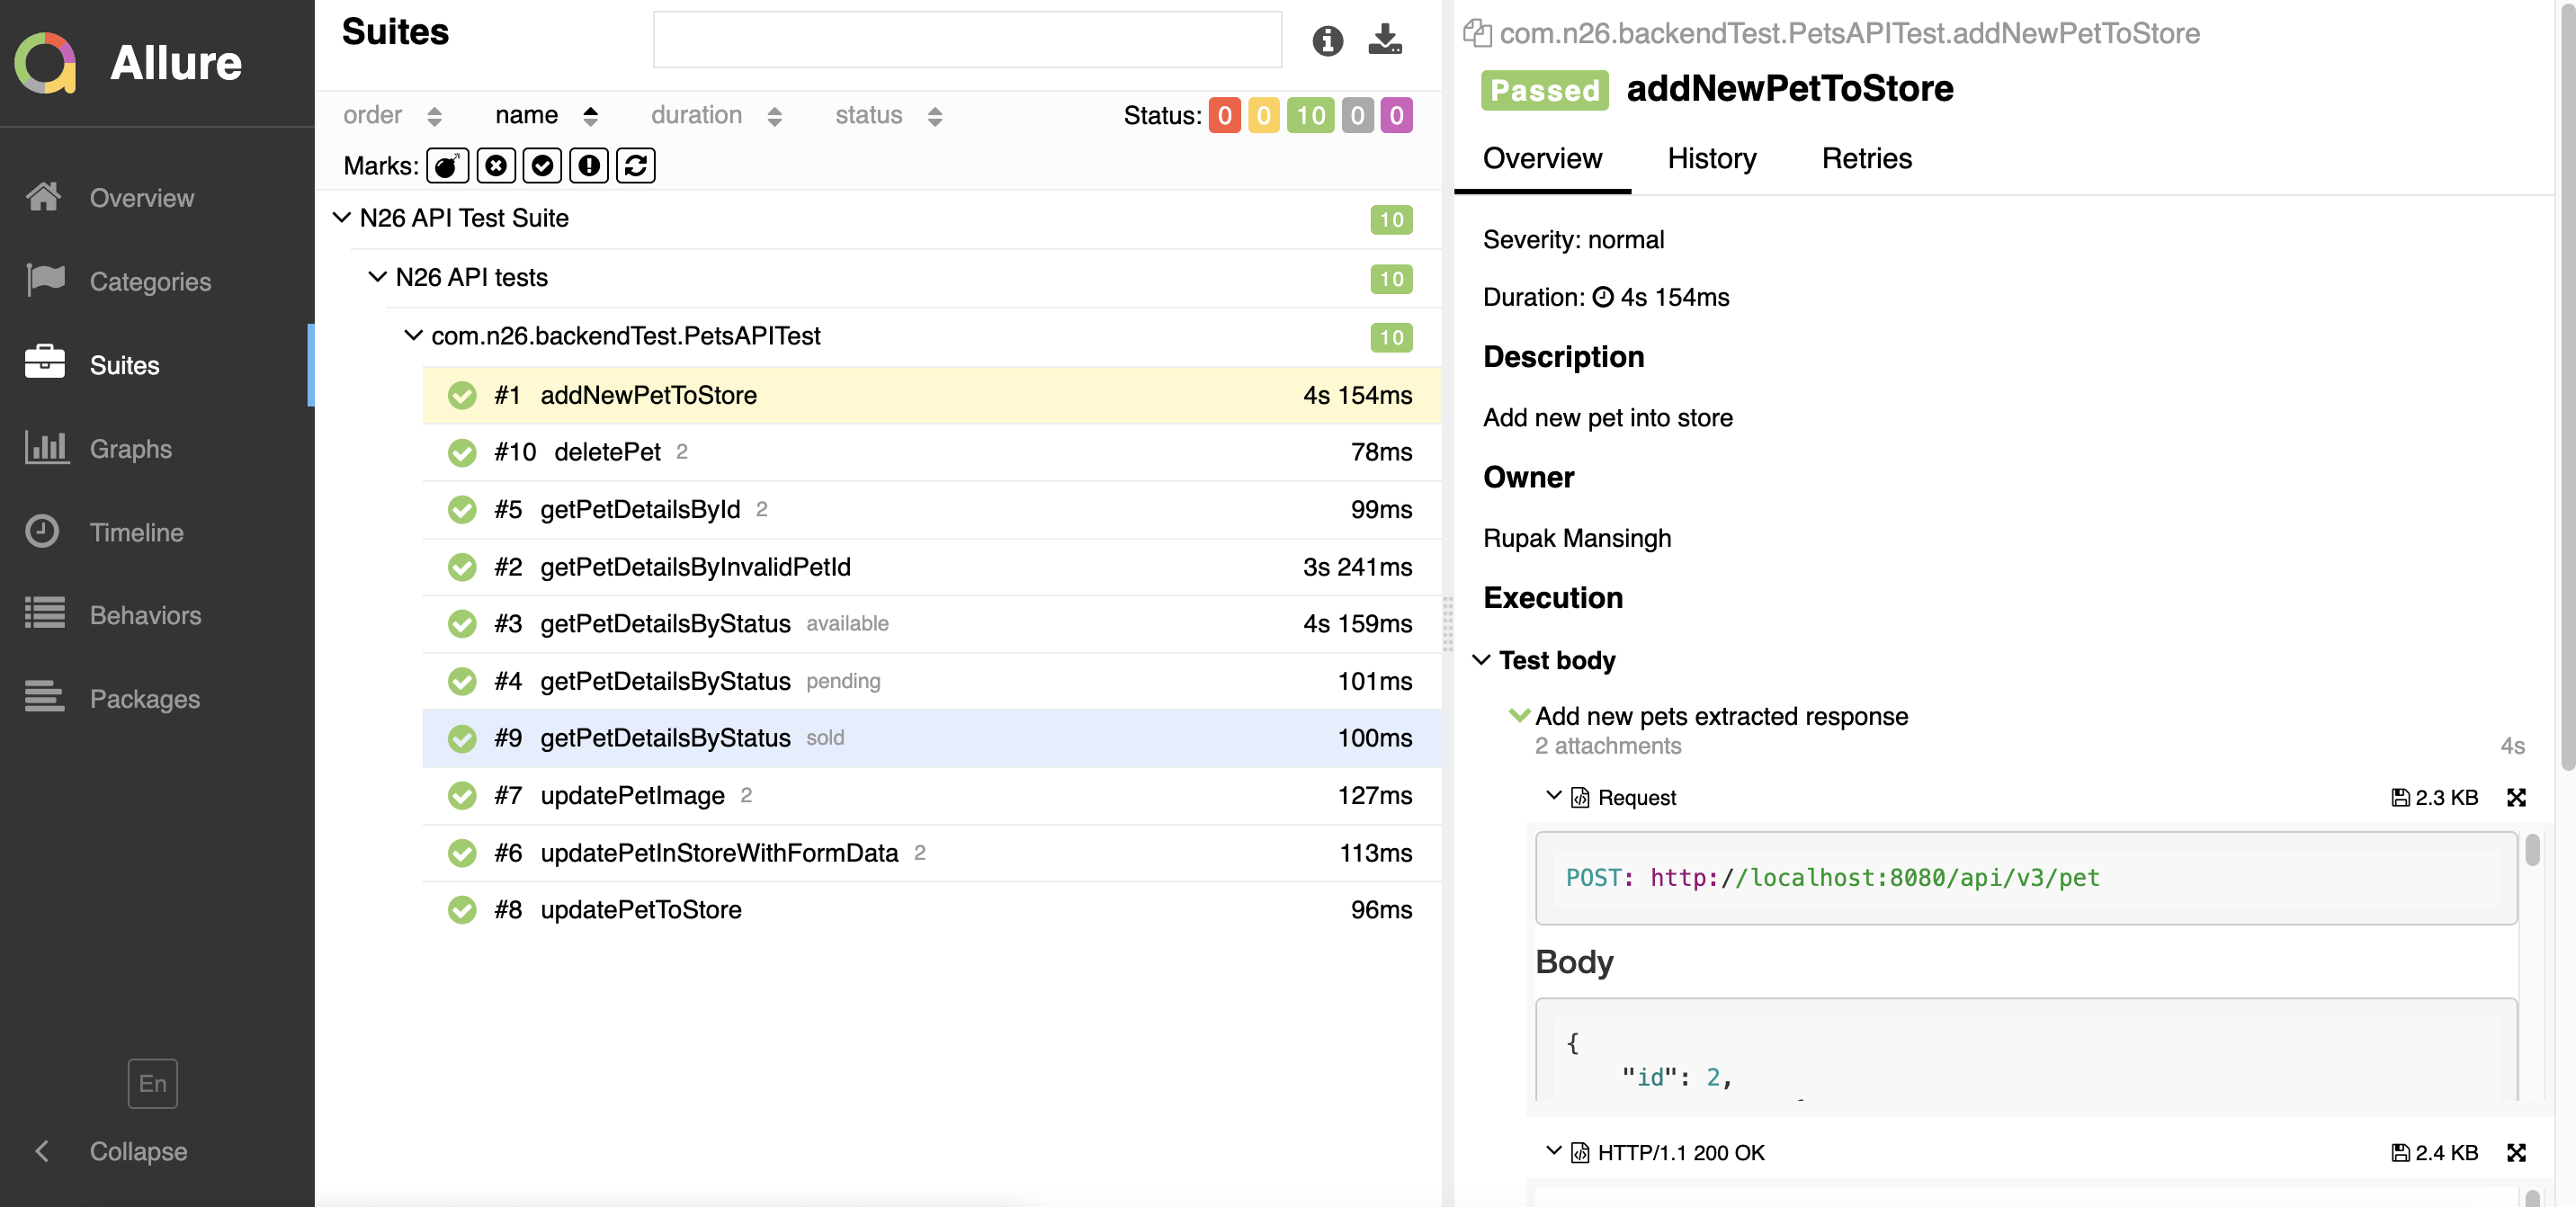 Allure
Overview
Categories
Suites
Graphs
Timeline
Behaviors
Packages
En
Collapse
Suites
order name duration status Status: 0 0 10 0 0
Marks:
N26 API Test Suite 10
N26 API tests 10
com.n26.backendTest.PetsAPITest 10
#1 addNewPetToStore 4s 154ms
#10 deletePet 2 78ms
#5 getPetDetailsById 2 99ms
#2 getPetDetailsByInvalidPetId 3s 241ms
#3 getPetDetailsByStatus available 4s 159ms
#4 getPetDetailsByStatus pending 101ms
#9 getPetDetailsByStatus sold 100ms
#7 updatePetImage 2 127ms
#6 updatePetInStoreWithFormData 2 113ms
#8 updatePetToStore 96ms
com.n26.backendTest.PetsAPITest.addNewPetToStore
Passed addNewPetToStore
Overview History Retries
Severity: normal
Duration: 4s 154ms
Description
Add new pet into store
Owner
Rupak Mansingh
Execution
Test body
Add new pets extracted response
2 attachments 4s
Request 2.3 KB
POST: http://localhost:8080/api/v3/pet
Body
{
"id": 2,
HTTP/1.1 200 OK 2.4 KB